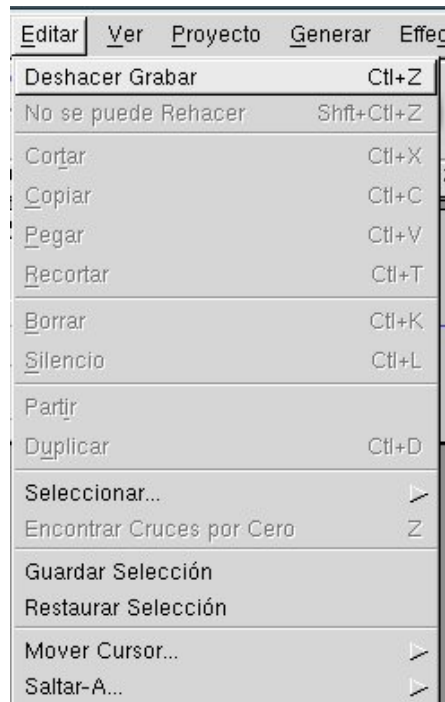 Editar Ver Proyecto Generar Efec
Deshacer Grabar Ctl+Z
No se puede Rehacer Shft+Ctl+Z
Cortar Ctl+X
Copiar Ctl+C
Pegar Ctl+V
Recortar Ctl+T
Borrar Ctl+K
Silencio Ctl+L
Partir
Duplicar Ctl+D
Seleccionar...
Encontrar Cruces por Cero Z
Guardar Selección
Restaurar Selección
Mover Cursor...
Saltar-A...